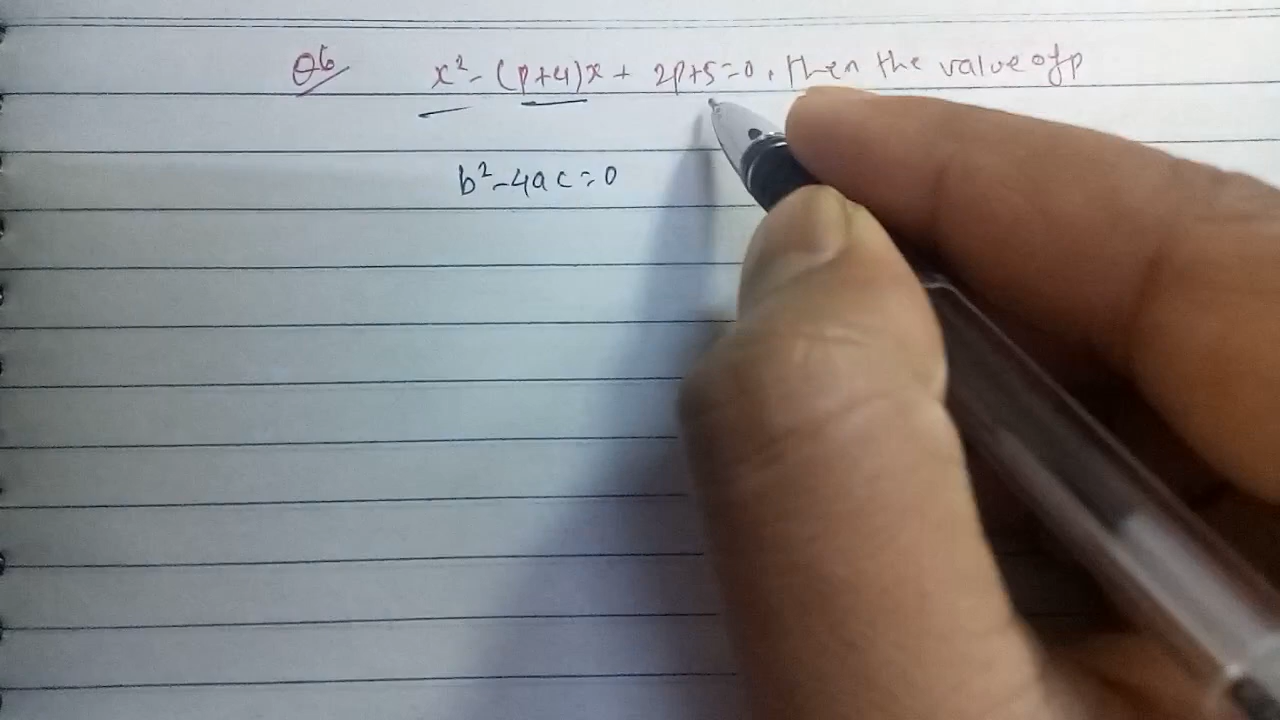 Q6 x² - (p+4)x + 2p+5=0, then the value of p
b²-4ac=0